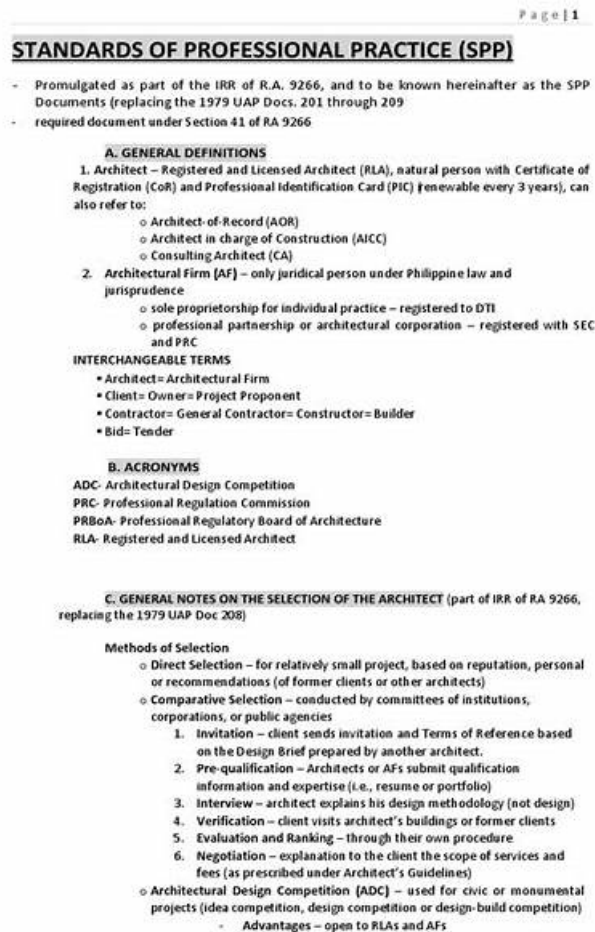 Page | 1
STANDARDS OF PROFESSIONAL PRACTICE (SPP)
- Promulgated as part of the IRR of R.A. 9266, and to be known hereinafter as the SPP
Documents (replacing the 1979 UAP Docs. 201 through 209
- required document under Section 41 of RA 9266
A. GENERAL DEFINITIONS
1. Architect – Registered and Licensed Architect (RLA), natural person with Certificate of
Registration (CoR) and Professional Identification Card (PIC) (renewable every 3 years), can
also refer to:
o Architect-of-Record (AOR)
o Architect in charge of Construction (AICC)
o Consulting Architect (CA)
2. Architectural Firm (AF) – only juridical person under Philippine law and
jurisprudence
o sole proprietorship for individual practice – registered to DTI
o professional partnership or architectural corporation – registered with SEC
and PRC
INTERCHANGEABLE TERMS
• Architect= Architectural Firm
• Client= Owner= Project Proponent
• Contractor= General Contractor= Constructor= Builder
• Bid= Tender
B. ACRONYMS
ADC- Architectural Design Competition
PRC- Professional Regulation Commission
PRBoA- Professional Regulatory Board of Architecture
RLA- Registered and Licensed Architect
C. GENERAL NOTES ON THE SELECTION OF THE ARCHITECT (part of IRR of RA 9266,
replacing the 1979 UAP Doc 208)
Methods of Selection
o Direct Selection – for relatively small project, based on reputation, personal
or recommendations (of former clients or other architects)
o Comparative Selection – conducted by committees of institutions,
corporations, or public agencies
1. Invitation – client sends invitation and Terms of Reference based
on the Design Brief prepared by another architect.
2. Pre-qualification – Architects or AFs submit qualification
information and expertise (i.e., resume or portfolio)
3. Interview – architect explains his design methodology (not design)
4. Verification – client visits architect's buildings or former clients
5. Evaluation and Ranking – through their own procedure
6. Negotiation – explanation to the client the scope of services and
fees (as prescribed under Architect's Guidelines)
o Architectural Design Competition (ADC) – used for civic or monumental
projects (idea competition, design competition or design-build competition)
- Advantages – open to RLAs and AFs